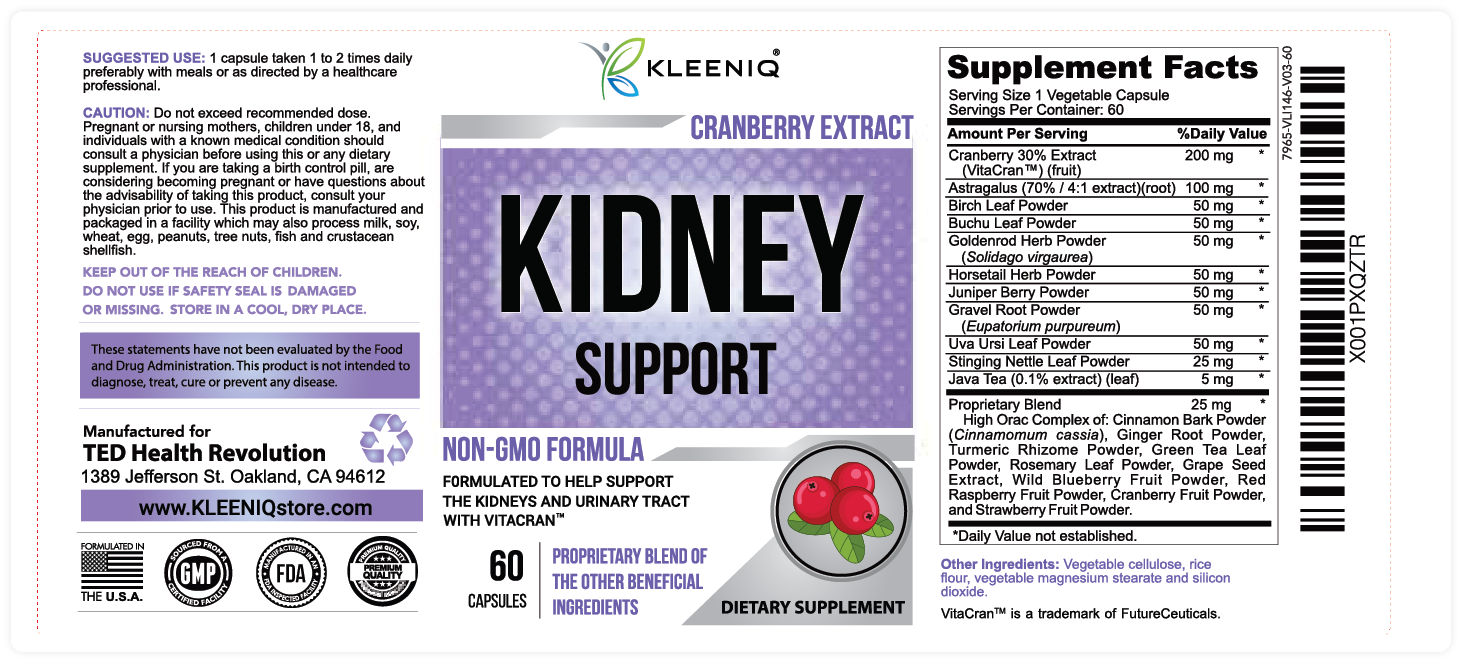 SUGGESTED USE: 1 capsule taken 1 to 2 times daily
preferably with meals or as directed by a healthcare
professional.
CAUTION: Do not exceed recommended dose.
Pregnant or nursing mothers, children under 18, and
individuals with a known medical condition should
consult a physician before using this or any dietary
supplement. If you are taking a birth control pill, are
considering becoming pregnant or have questions about
the advisability of taking this product, consult your
physician prior to use. This product is manufactured and
packaged in a facility which may also process milk, soy,
wheat, egg, peanuts, tree nuts, fish and crustacean
shellfish.
KEEP OUT OF THE REACH OF CHILDREN.
DO NOT USE IF SAFETY SEAL IS DAMAGED
OR MISSING. STORE IN A COOL, DRY PLACE.
These statements have not been evaluated by the Food
and Drug Administration. This product is not intended to
diagnose, treat, cure or prevent any disease.
Manufactured for
TED Health Revolution
1389 Jefferson St. Oakland, CA 94612
www.KLEENIQstore.com
FORMULATED IN
THE U.S.A.
SOURCED FROM A
GMP
CERTIFIED FACILITY
MANUFACTURED IN AN
FDA
INSPECTED FACILITY
PREMIUM QUALITY
PREMIUM
QUALITY
KLEENIQ®
CRANBERRY EXTRACT
KIDNEY
SUPPORT
NON-GMO FORMULA
FORMULATED TO HELP SUPPORT
THE KIDNEYS AND URINARY TRACT
WITH VITACRAN™
60
CAPSULES
PROPRIETARY BLEND OF
THE OTHER BENEFICIAL
INGREDIENTS
DIETARY SUPPLEMENT
Supplement Facts
Serving Size 1 Vegetable Capsule
Servings Per Container: 60
Amount Per Serving %Daily Value
Cranberry 30% Extract 200 mg *
(VitaCran™) (fruit)
Astragalus (70% / 4:1 extract)(root) 100 mg *
Birch Leaf Powder 50 mg *
Buchu Leaf Powder 50 mg *
Goldenrod Herb Powder 50 mg *
(Solidago virgaurea)
Horsetail Herb Powder 50 mg *
Juniper Berry Powder 50 mg *
Gravel Root Powder 50 mg *
(Eupatorium purpureum)
Uva Ursi Leaf Powder 50 mg *
Stinging Nettle Leaf Powder 25 mg *
Java Tea (0.1% extract) (leaf) 5 mg *
Proprietary Blend 25 mg *
High Orac Complex of: Cinnamon Bark Powder
(Cinnamomum cassia), Ginger Root Powder,
Turmeric Rhizome Powder, Green Tea Leaf
Powder, Rosemary Leaf Powder, Grape Seed
Extract, Wild Blueberry Fruit Powder, Red
Raspberry Fruit Powder, Cranberry Fruit Powder,
and Strawberry Fruit Powder.
*Daily Value not established.
Other Ingredients: Vegetable cellulose, rice
flour, vegetable magnesium stearate and silicon
dioxide.
VitaCran™ is a trademark of FutureCeuticals.
7965-VLI146-V03-60
X001PXQZTR